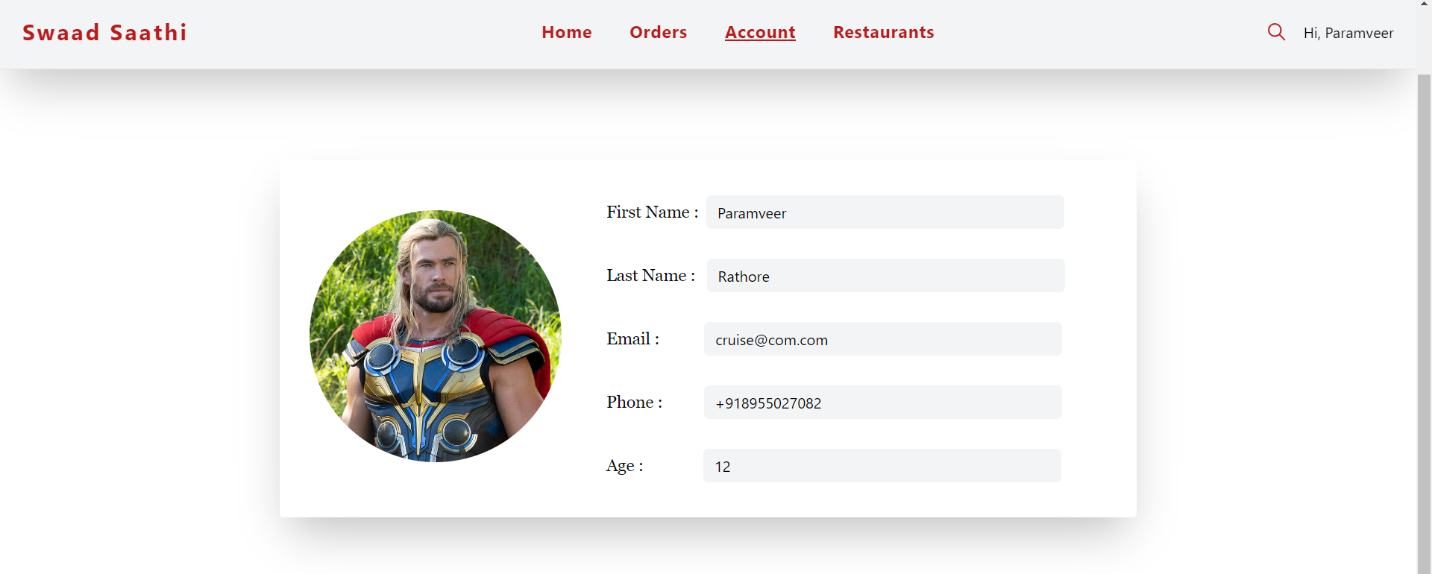 Swaad Saathi
Home Orders Account Restaurants
Hi, Paramveer
First Name : Paramveer
Last Name : Rathore
Email : cruise@com.com
Phone : +918955027082
Age : 12